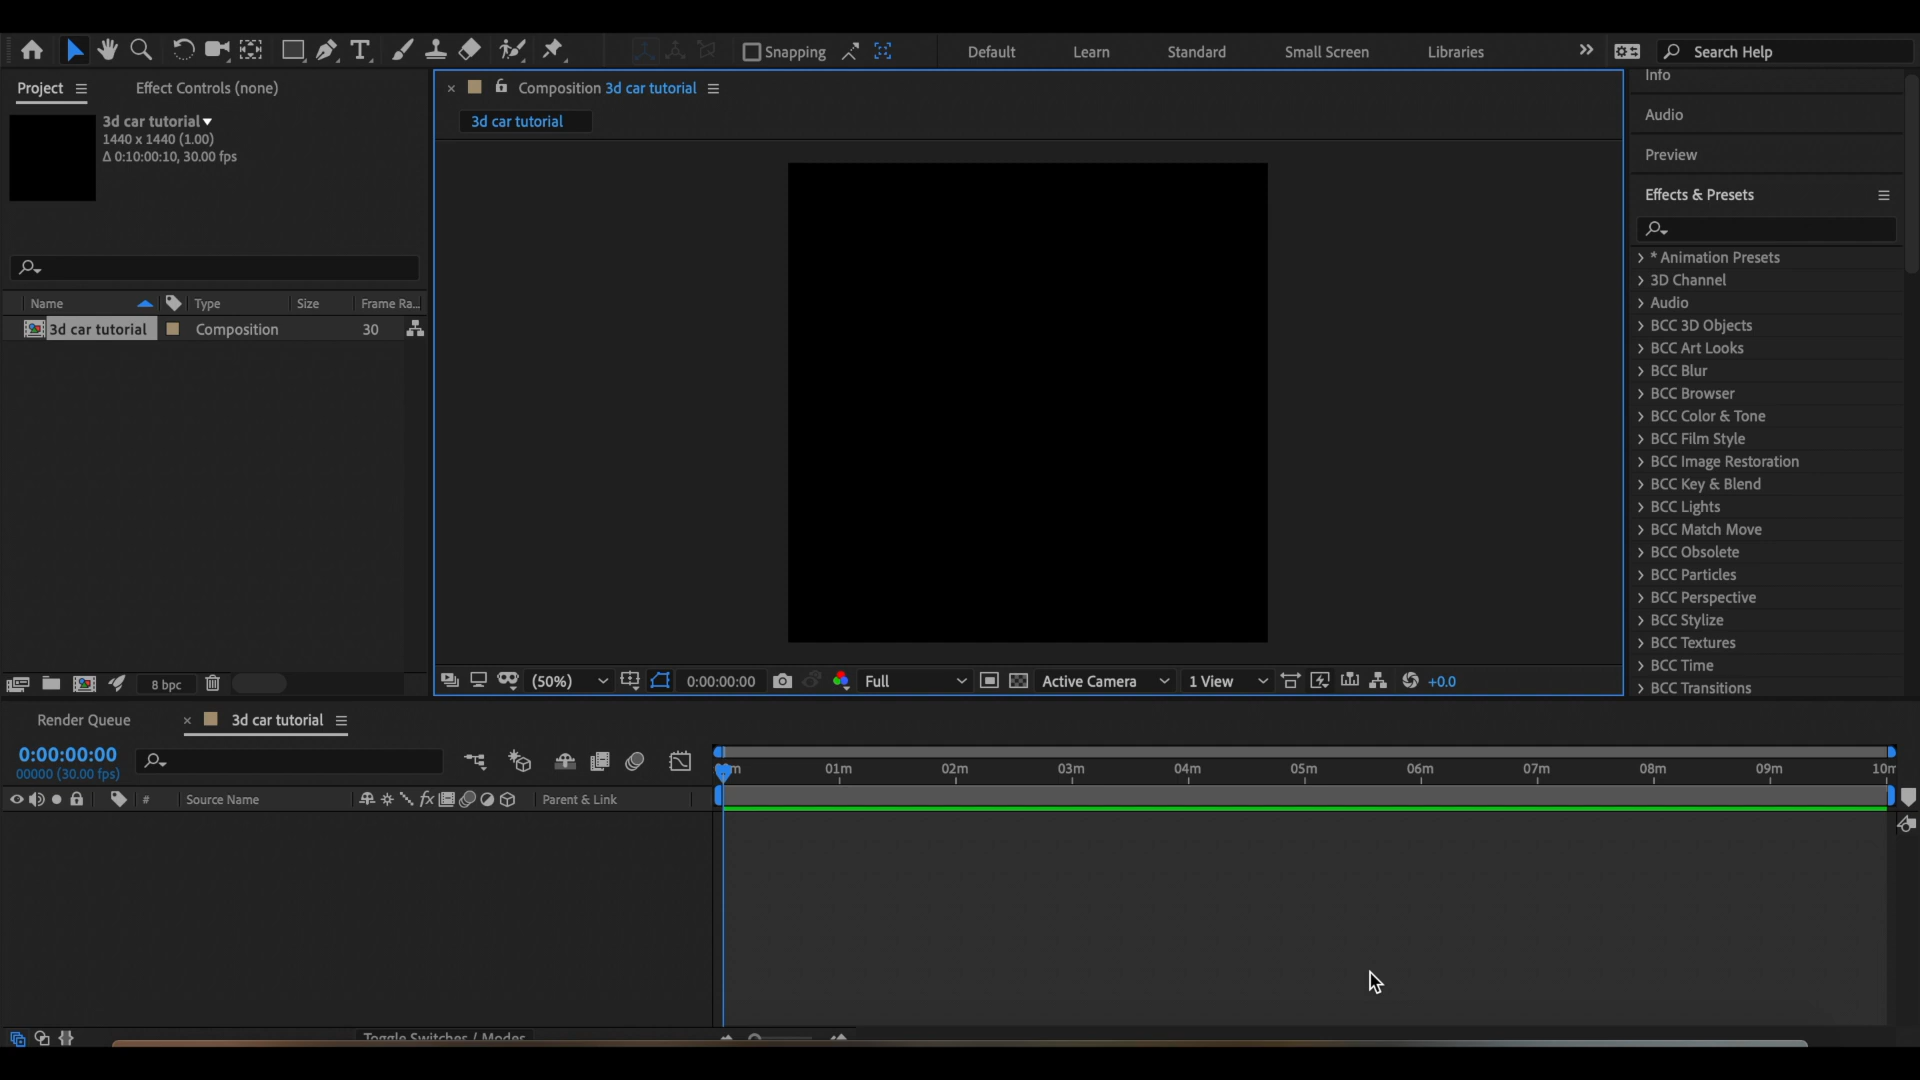 Snapping
Default
Learn
Standard
Small Screen
Libraries
Search Help
Project
Effect Controls (none)
3d car tutorial
1440 x 1440 (1.00)
Δ 0:10:00:10, 30.00 fps
Name
Type
Size
Frame Ra...
3d car tutorial
Composition
30
8 bpc
Composition 3d car tutorial
3d car tutorial
(50%)
0:00:00:00
Full
Active Camera
1 View
+0.0
Info
Audio
Preview
Effects & Presets
* Animation Presets
3D Channel
Audio
BCC 3D Objects
BCC Art Looks
BCC Blur
BCC Browser
BCC Color & Tone
BCC Film Style
BCC Image Restoration
BCC Key & Blend
BCC Lights
BCC Match Move
BCC Obsolete
BCC Particles
BCC Perspective
BCC Stylize
BCC Textures
BCC Time
BCC Transitions
Render Queue
3d car tutorial
0:00:00:00
00000 (30.00 fps)
01m
02m
03m
04m
05m
06m
07m
08m
09m
10m
#
Source Name
fx
Parent & Link
Toggle Switches / Modes